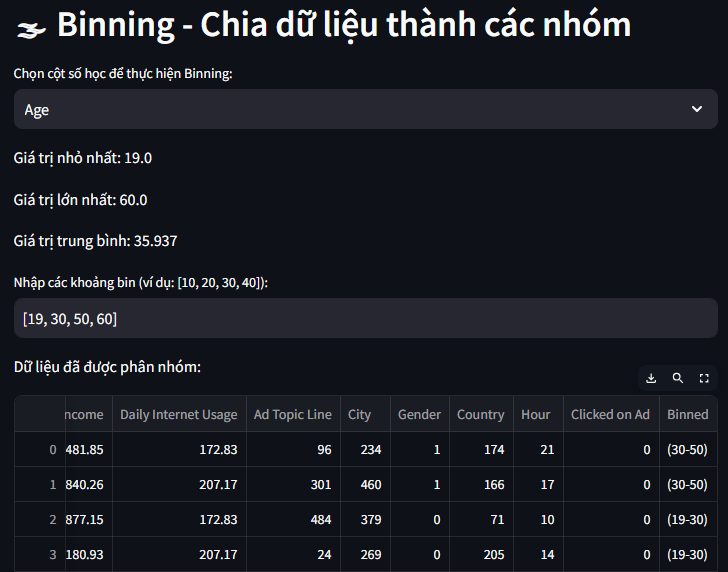 Binning - Chia dữ liệu thành các nhóm
Chọn cột số học để thực hiện Binning:
Age
Giá trị nhỏ nhất: 19.0
Giá trị lớn nhất: 60.0
Giá trị trung bình: 35.937
Nhập các khoảng bin (ví dụ: [10, 20, 30, 40]):
[19, 30, 50, 60]
Dữ liệu đã được phân nhóm:
ncome Daily Internet Usage Ad Topic Line City Gender Country Hour Clicked on Ad Binned
0 481.85 172.83 96 234 1 174 21 0 (30-50)
1 840.26 207.17 301 460 1 166 17 0 (30-50)
2 877.15 172.83 484 379 0 71 10 0 (19-30)
3 180.93 207.17 24 269 0 205 14 0 (19-30)